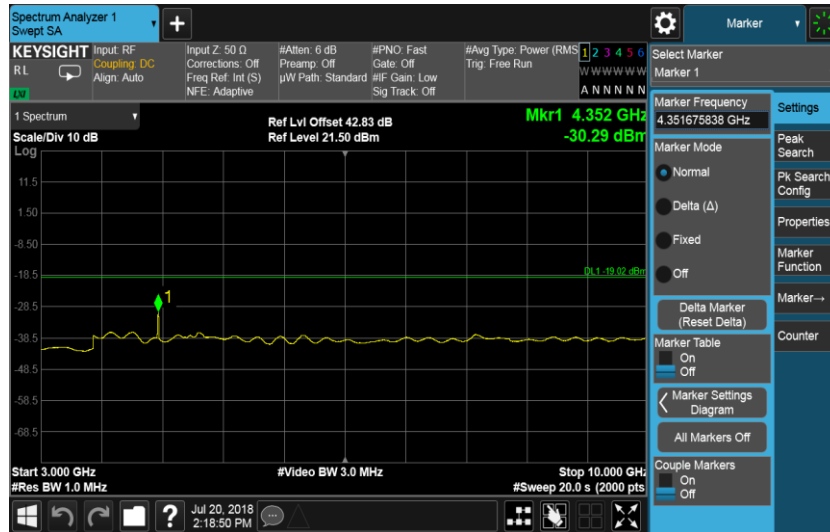 Spectrum Analyzer 1
Swept SA
+
Marker
KEYSIGHT
RL
LXI
Input: RF
Coupling: DC
Align: Auto
Input Z: 50 Ω
Corrections: Off
Freq Ref: Int (S)
NFE: Adaptive
#Atten: 6 dB
Preamp: Off
µW Path: Standard
#PNO: Fast
Gate: Off
#IF Gain: Low
Sig Track: Off
#Avg Type: Power (RMS
Trig: Free Run
1 2 3 4 5 6
W W W W W W
A N N N N N
Select Marker
Marker 1
1 Spectrum
Scale/Div 10 dB
Log
Ref Lvl Offset 42.83 dB
Ref Level 21.50 dBm
Mkr1 4.352 GHz
-30.29 dBm
11.5
1.50
-8.50
-18.5
-28.5
-38.5
-48.5
-58.5
-68.5
DL1 -19.02 dBm
1
Start 3.000 GHz
#Res BW 1.0 MHz
#Video BW 3.0 MHz
Stop 10.000 GHz
#Sweep 20.0 s (2000 pts
Marker Frequency
4.351675838 GHz
Marker Mode
Normal
Delta (Δ)
Fixed
Off
Delta Marker
(Reset Delta)
Marker Table
On
Off
Marker Settings
Diagram
All Markers Off
Couple Markers
On
Off
Settings
Peak
Search
Pk Search
Config
Properties
Marker
Function
Marker→
Counter
?
Jul 20, 2018
2:18:50 PM